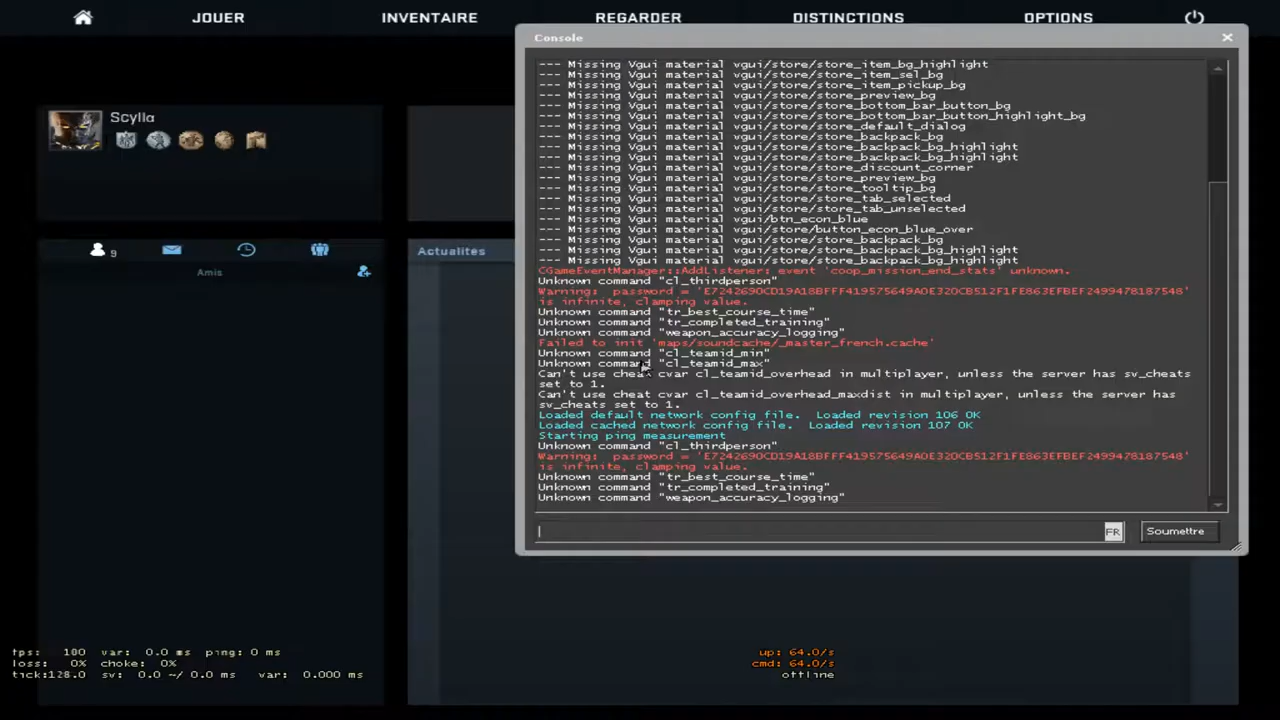 JOUER INVENTAIRE REGARDER DISTINCTIONS OPTIONS
Console
Scylla
9
Amis
Actualités
--- Missing Vgui material vgui/store/store_item_bg_highlight
--- Missing Vgui material vgui/store/store_item_sel_bg
--- Missing Vgui material vgui/store/store_item_pickup_bg
--- Missing Vgui material vgui/store/store_preview_bg
--- Missing Vgui material vgui/store/store_bottom_bar_button_bg
--- Missing Vgui material vgui/store/store_bottom_bar_button_highlight_bg
--- Missing Vgui material vgui/store/store_default_dialog
--- Missing Vgui material vgui/store/store_backpack_bg
--- Missing Vgui material vgui/store/store_backpack_bg_highlight
--- Missing Vgui material vgui/store/store_backpack_bg_highlight
--- Missing Vgui material vgui/store/store_discount_corner
--- Missing Vgui material vgui/store/store_preview_bg
--- Missing Vgui material vgui/store/store_tooltip_bg
--- Missing Vgui material vgui/store/store_tab_selected
--- Missing Vgui material vgui/store/store_tab_unselected
--- Missing Vgui material vgui/btn_econ_blue
--- Missing Vgui material vgui/store/button_econ_blue_over
--- Missing Vgui material vgui/store/store_backpack_bg
--- Missing Vgui material vgui/store/store_backpack_bg_highlight
--- Missing Vgui material vgui/store/store_backpack_bg_highlight
CGameEventManager::AddListener: event 'coop_mission_end_stats' unknown.
Unknown command "cl_thirdperson"
Warning: password = 'E7242690CD19A18BFFF419575649A0E320CB512F1FE863EFBEF2499478187548'
is infinite, clamping value.
Unknown command "tr_best_course_time"
Unknown command "tr_completed_training"
Unknown command "weapon_accuracy_logging"
Failed to init 'maps/soundcache/_master_french.cache'
Unknown command "cl_teamid_min"
Unknown command "cl_teamid_max"
Can't use cheat cvar cl_teamid_overhead in multiplayer, unless the server has sv_cheats
set to 1.
Can't use cheat cvar cl_teamid_overhead_maxdist in multiplayer, unless the server has
sv_cheats set to 1.
Loaded default network config file. Loaded revision 106 OK
Loaded cached network config file. Loaded revision 107 OK
Starting ping measurement
Unknown command "cl_thirdperson"
Warning: password = 'E7242690CD19A18BFFF419575649A0E320CB512F1FE863EFBEF2499478187548'
is infinite, clamping value.
Unknown command "tr_best_course_time"
Unknown command "tr_completed_training"
Unknown command "weapon_accuracy_logging"
FR Soumettre
fps: 100 var: 0.0 ms ping: 0 ms
loss: 0% choke: 0%
tick:128.0 sv: 0.0 ~/ 0.0 ms var: 0.000 ms
up: 64.0/s
cmd: 64.0/s
offline